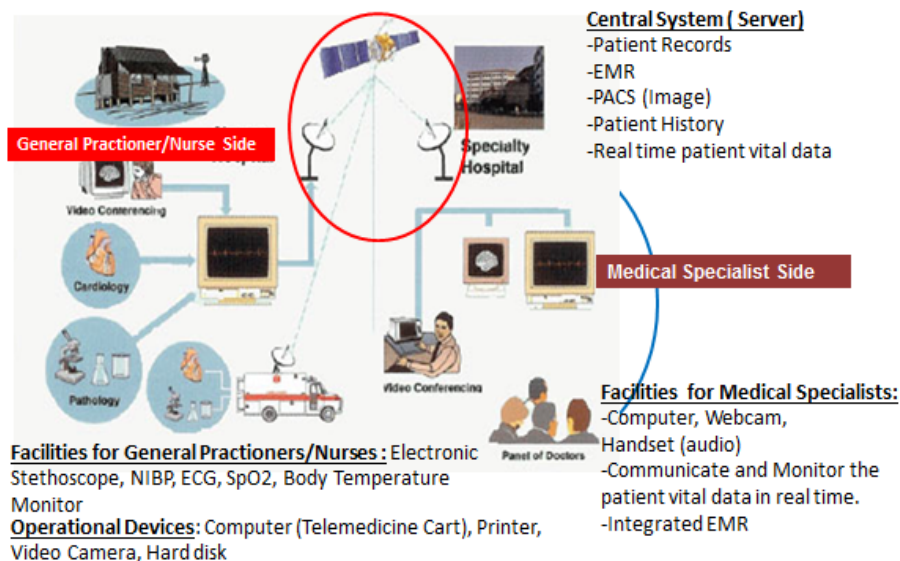 Central System ( Server)
-Patient Records
-EMR
-PACS (Image)
-Patient History
-Real time patient vital data
General Practioner/Nurse Side
Specialty
Hospital
Video Conferencing
Cardiology
Medical Specialist Side
Pathology
Video Conferencing
Panel of Doctors
Facilities for General Practioners/Nurses : Electronic
Stethoscope, NIBP, ECG, SpO2, Body Temperature
Monitor
Operational Devices: Computer (Telemedicine Cart), Printer,
Video Camera, Hard disk
Facilities for Medical Specialists:
-Computer, Webcam,
Handset (audio)
-Communicate and Monitor the
patient vital data in real time.
-Integrated EMR